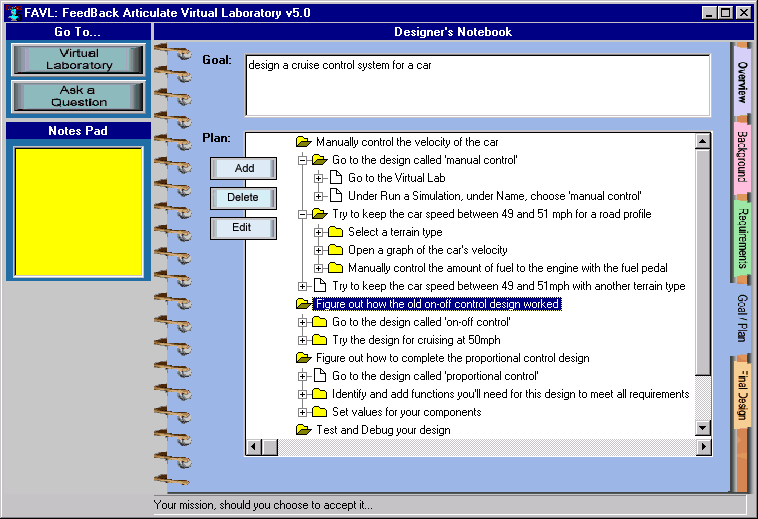 FAVL: FeedBack Articulate Virtual Laboratory v5.0
Go To...
Virtual
Laboratory
Ask a
Question
Notes Pad
Designer's Notebook
Goal:
design a cruise control system for a car
Plan:
Add
Delete
Edit
Manually control the velocity of the car
Go to the design called 'manual control'
Go to the Virtual Lab
Under Run a Simulation, under Name, choose 'manual control'
Try to keep the car speed between 49 and 51 mph for a road profile
Select a terrain type
Open a graph of the car's velocity
Manually control the amount of fuel to the engine with the fuel pedal
Try to keep the car speed between 49 and 51mph with another terrain type
Figure out how the old on-off control design worked
Go to the design called 'on-off control'
Try the design for cruising at 50mph
Figure out how to complete the proportional control design
Go to the design called 'proportional control'
Identify and add functions you'll need for this design to meet all requirements
Set values for your components
Test and Debug your design
Overview
Background
Requirements
Goal / Plan
Final Design
Your mission, should you choose to accept it...